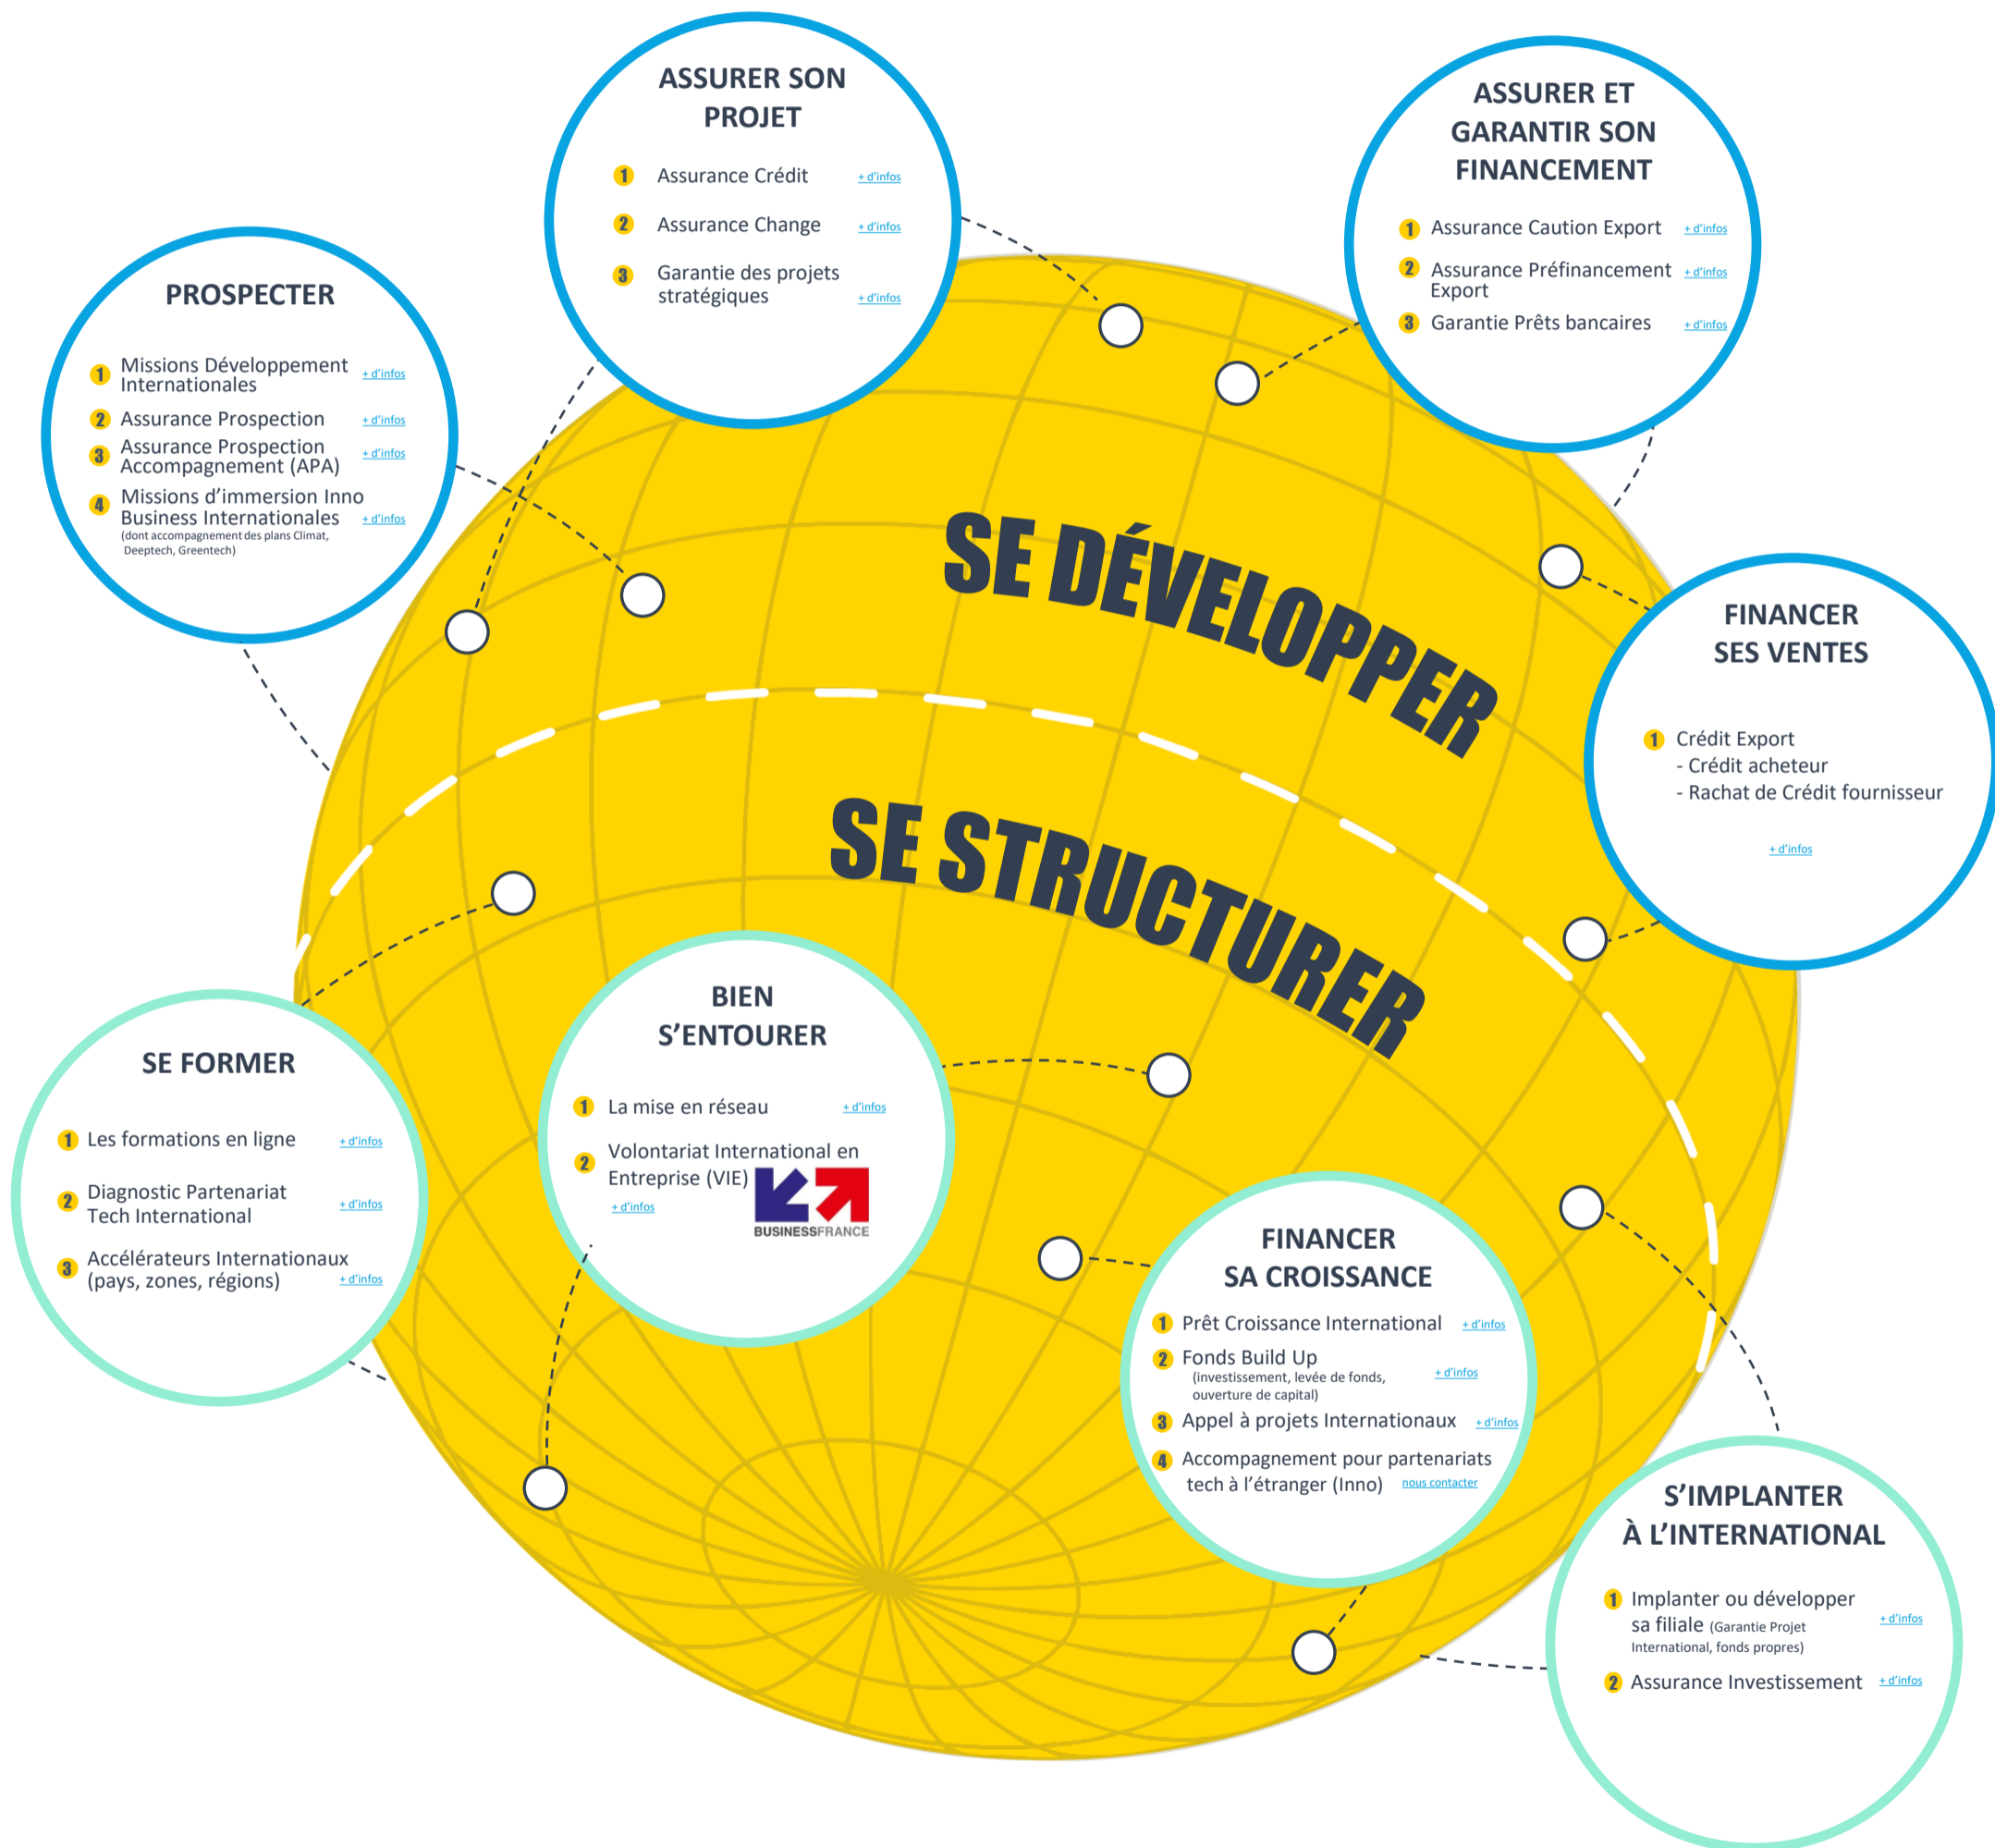 ASSURER SON
PROJET
1 Assurance Crédit + d'infos
2 Assurance Change + d'infos
3 Garantie des projets
stratégiques + d'infos
ASSURER ET
GARANTIR SON
FINANCEMENT
1 Assurance Caution Export + d'infos
2 Assurance Préfinancement + d'infos
Export
3 Garantie Prêts bancaires + d'infos
PROSPECTER
1 Missions Développement
Internationales + d'infos
2 Assurance Prospection + d'infos
3 Assurance Prospection
Accompagnement (APA) + d'infos
4 Missions d'immersion Inno
Business Internationales + d'infos
(dont accompagnement des plans Climat,
Deeptech, Greentech)
SE DÉVELOPPER
FINANCER
SES VENTES
1 Crédit Export
- Crédit acheteur
- Rachat de Crédit fournisseur
+ d'infos
SE STRUCTURER
SE FORMER
1 Les formations en ligne + d'infos
2 Diagnostic Partenariat
Tech International + d'infos
3 Accélérateurs Internationaux
(pays, zones, régions) + d'infos
BIEN
S'ENTOURER
1 La mise en réseau + d'infos
2 Volontariat International en
Entreprise (VIE)
+ d'infos
BUSINESSFRANCE
FINANCER
SA CROISSANCE
1 Prêt Croissance International + d'infos
2 Fonds Build Up
(investissement, levée de fonds, + d'infos
ouverture de capital)
3 Appel à projets Internationaux + d'infos
4 Accompagnement pour partenariats
tech à l'étranger (Inno) nous contacter
S'IMPLANTER
À L'INTERNATIONAL
1 Implanter ou développer
sa filiale (Garantie Projet + d'infos
International, fonds propres)
2 Assurance Investissement + d'infos